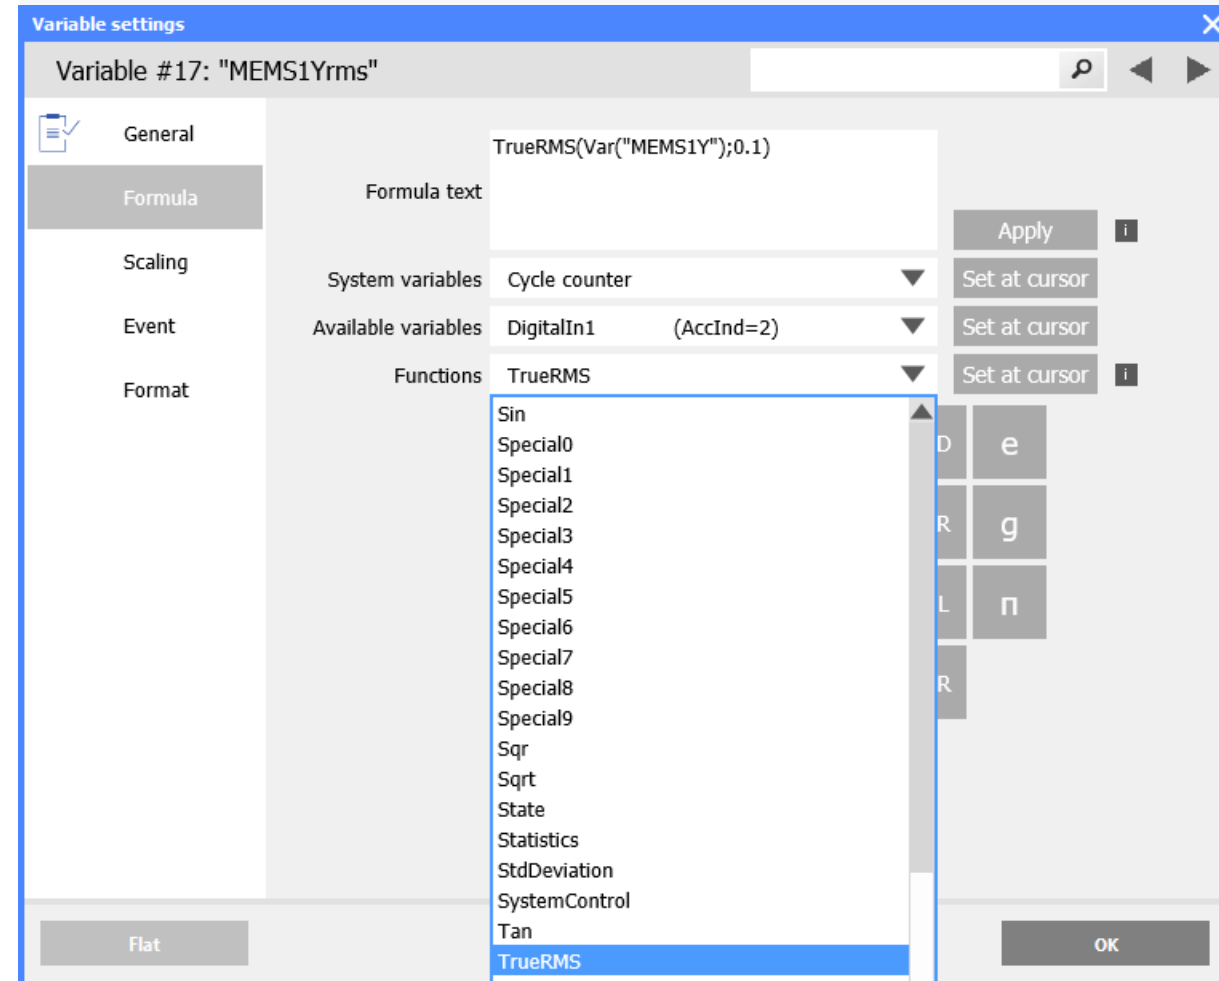 Variable settings
Variable #17: "MEMS1Yrms"
General
Formula
Scaling
Event
Format
Formula text
TrueRMS(Var("MEMS1Y");0.1)
Apply
i
System variables
Cycle counter
Set at cursor
Available variables
DigitalIn1 (AccInd=2)
Set at cursor
Functions
TrueRMS
Set at cursor
i
Sin
Special0
Special1
Special2
Special3
Special4
Special5
Special6
Special7
Special8
Special9
Sqr
Sqrt
State
Statistics
StdDeviation
SystemControl
Tan
TrueRMS
D e
R g
L п
R
Flat
OK